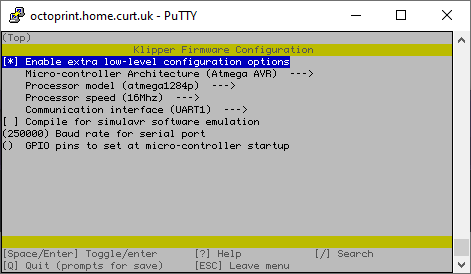 octoprint.home.curt.uk - PuTTY
(Top)
Klipper Firmware Configuration
[*] Enable extra low-level configuration options
Micro-controller Architecture (Atmega AVR)  --->
Processor model (atmega1284p)  --->
Processor speed (16Mhz)  --->
Communication interface (UART1)  --->
[ ] Compile for simulavr software emulation
(250000) Baud rate for serial port
()  GPIO pins to set at micro-controller startup
[Space/Enter] Toggle/enter [?] Help [/] Search
[Q] Quit (prompts for save) [ESC] Leave menu